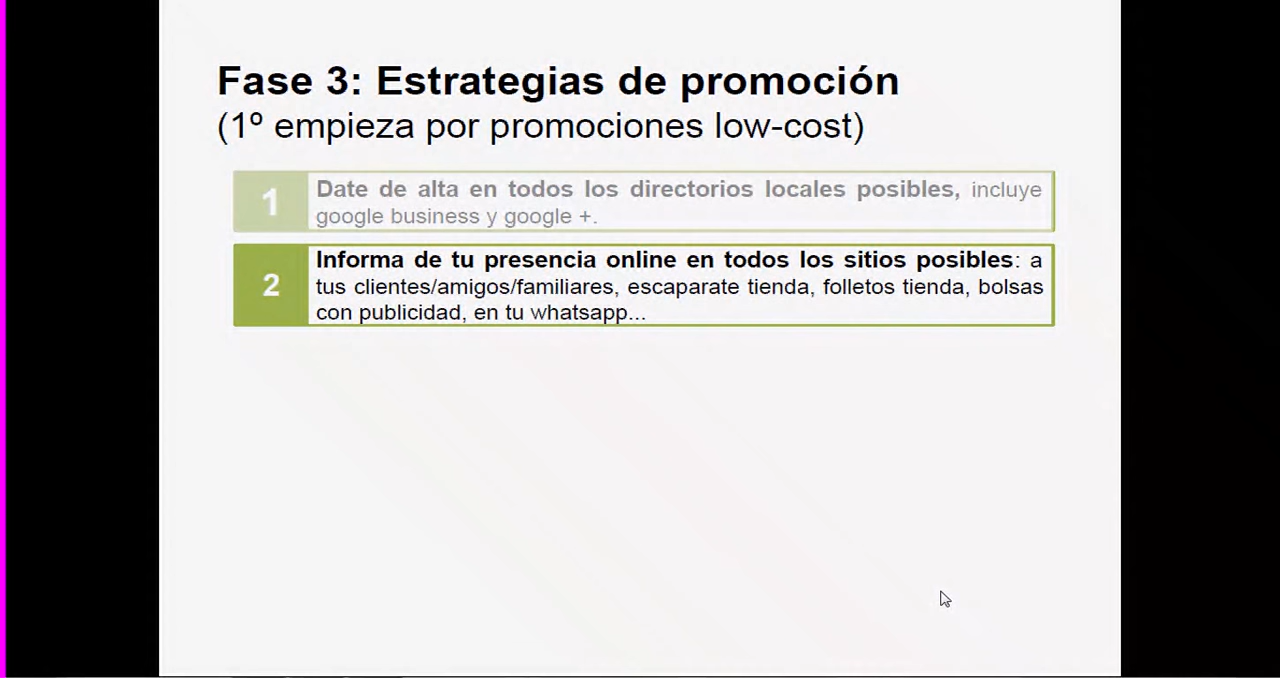 Fase 3: Estrategias de promoción
(1º empieza por promociones low-cost)
1
Date de alta en todos los directorios locales posibles, incluye
google business y google +.
2
Informa de tu presencia online en todos los sitios posibles: a
tus clientes/amigos/familiares, escaparate tienda, folletos tienda, bolsas
con publicidad, en tu whatsapp...